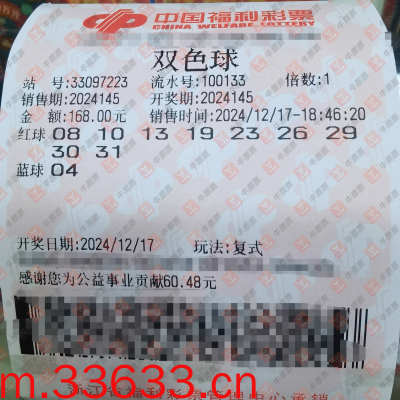 中国福利彩票
CHINA WELFARE LOTTERY
双色球
站 号:33097223 流水号:100133 倍数:1
销售期:2024145 开奖期:2024145
金 额:168.00元 销售时间:2024/12/17-18:46:20
红球 08 10 13 19 23 26 29
30 31
蓝球 04
开奖日期:2024/12/17 玩法:复式
感谢您为公益事业贡献60.48元
m.33633.cn